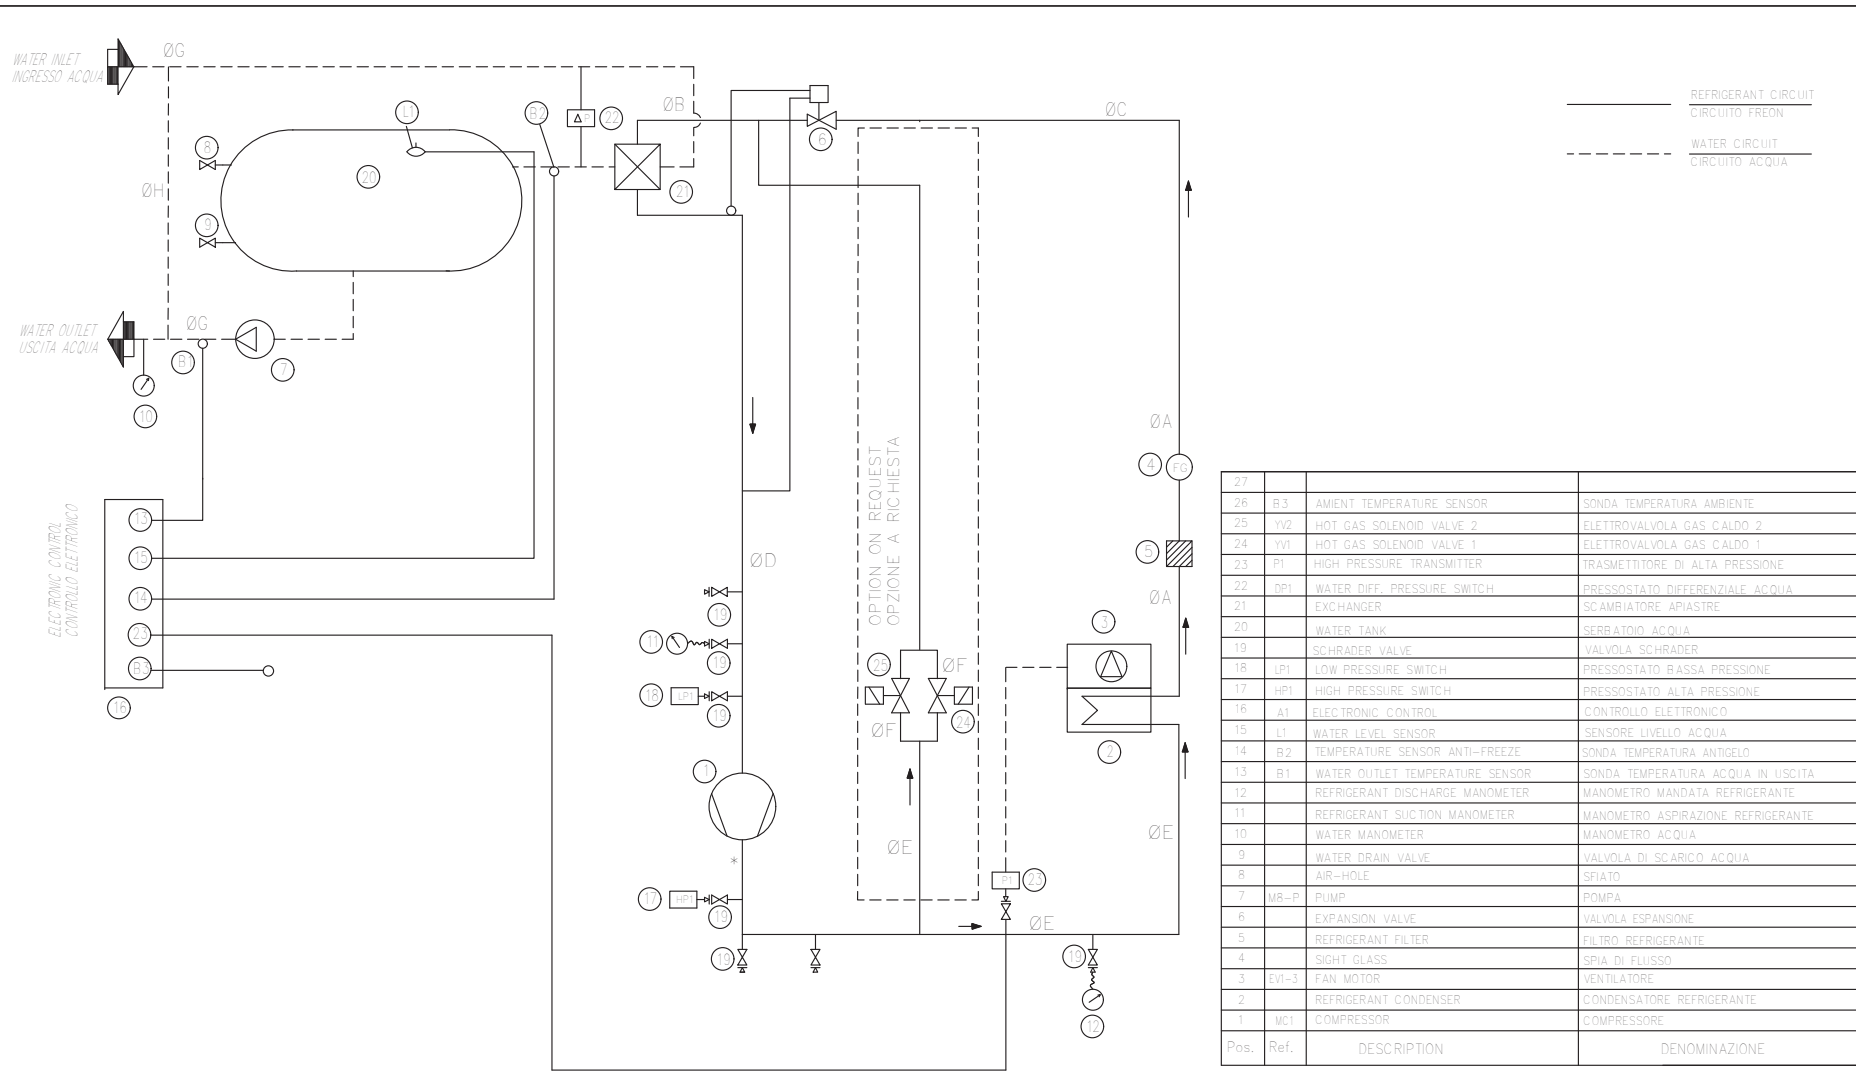 WATER INLET
INGRESSO ACQUA
ØG
ØH
8
9
L1
20
B2
ΔP
22
ØB
21
6
ØC
REFRIGERANT CIRCUIT
CIRCUITO FREON
WATER CIRCUIT
CIRCUITO ACQUA
WATER OUTLET
USCITA ACQUA
ØG
B1
7
10
ELECTRONIC CONTROL
CONTROLLO ELETTRONICO
13
15
14
23
B3
16
ØD
19
11
19
18
LP1
19
1
*
17
HP1
19
19
OPTION ON REQUEST
OPZIONE A RICHIESTA
25
ØF
ØF
24
ØE
P1
23
ØE
19
12
ØA
4
FG
5
ØA
3
2
ØE
27
26 B3 AMIENT TEMPERATURE SENSOR SONDA TEMPERATURA AMBIENTE
25 YV2 HOT GAS SOLENOID VALVE 2 ELETTROVALVOLA GAS CALDO 2
24 YV1 HOT GAS SOLENOID VALVE 1 ELETTROVALVOLA GAS CALDO 1
23 P1 HIGH PRESSURE TRANSMITTER TRASMETTITORE DI ALTA PRESSIONE
22 DP1 WATER DIFF. PRESSURE SWITCH PRESSOSTATO DIFFERENZIALE ACQUA
21 EXCHANGER SCAMBIATORE APIASTRE
20 WATER TANK SERBATOIO ACQUA
19 SCHRADER VALVE VALVOLA SCHRADER
18 LP1 LOW PRESSURE SWITCH PRESSOSTATO BASSA PRESSIONE
17 HP1 HIGH PRESSURE SWITCH PRESSOSTATO ALTA PRESSIONE
16 A1 ELECTRONIC CONTROL CONTROLLO ELETTRONICO
15 L1 WATER LEVEL SENSOR SENSORE LIVELLO ACQUA
14 B2 TEMPERATURE SENSOR ANTI-FREEZE SONDA TEMPERATURA ANTIGELO
13 B1 WATER OUTLET TEMPERATURE SENSOR SONDA TEMPERATURA ACQUA IN USCITA
12 REFRIGERANT DISCHARGE MANOMETER MANOMETRO MANDATA REFRIGERANTE
11 REFRIGERANT SUCTION MANOMETER MANOMETRO ASPIRAZIONE REFRIGERANTE
10 WATER MANOMETER MANOMETRO ACQUA
9 WATER DRAIN VALVE VALVOLA DI SCARICO ACQUA
8 AIR-HOLE SFIATO
7 M8-P PUMP POMPA
6 EXPANSION VALVE VALVOLA ESPANSIONE
5 REFRIGERANT FILTER FILTRO REFRIGERANTE
4 SIGHT GLASS SPIA DI FLUSSO
3 EV1-3 FAN MOTOR VENTILATORE
2 REFRIGERANT CONDENSER CONDENSATORE REFRIGERANTE
1 MC1 COMPRESSOR COMPRESSORE
Pos. Ref. DESCRIPTION DENOMINAZIONE